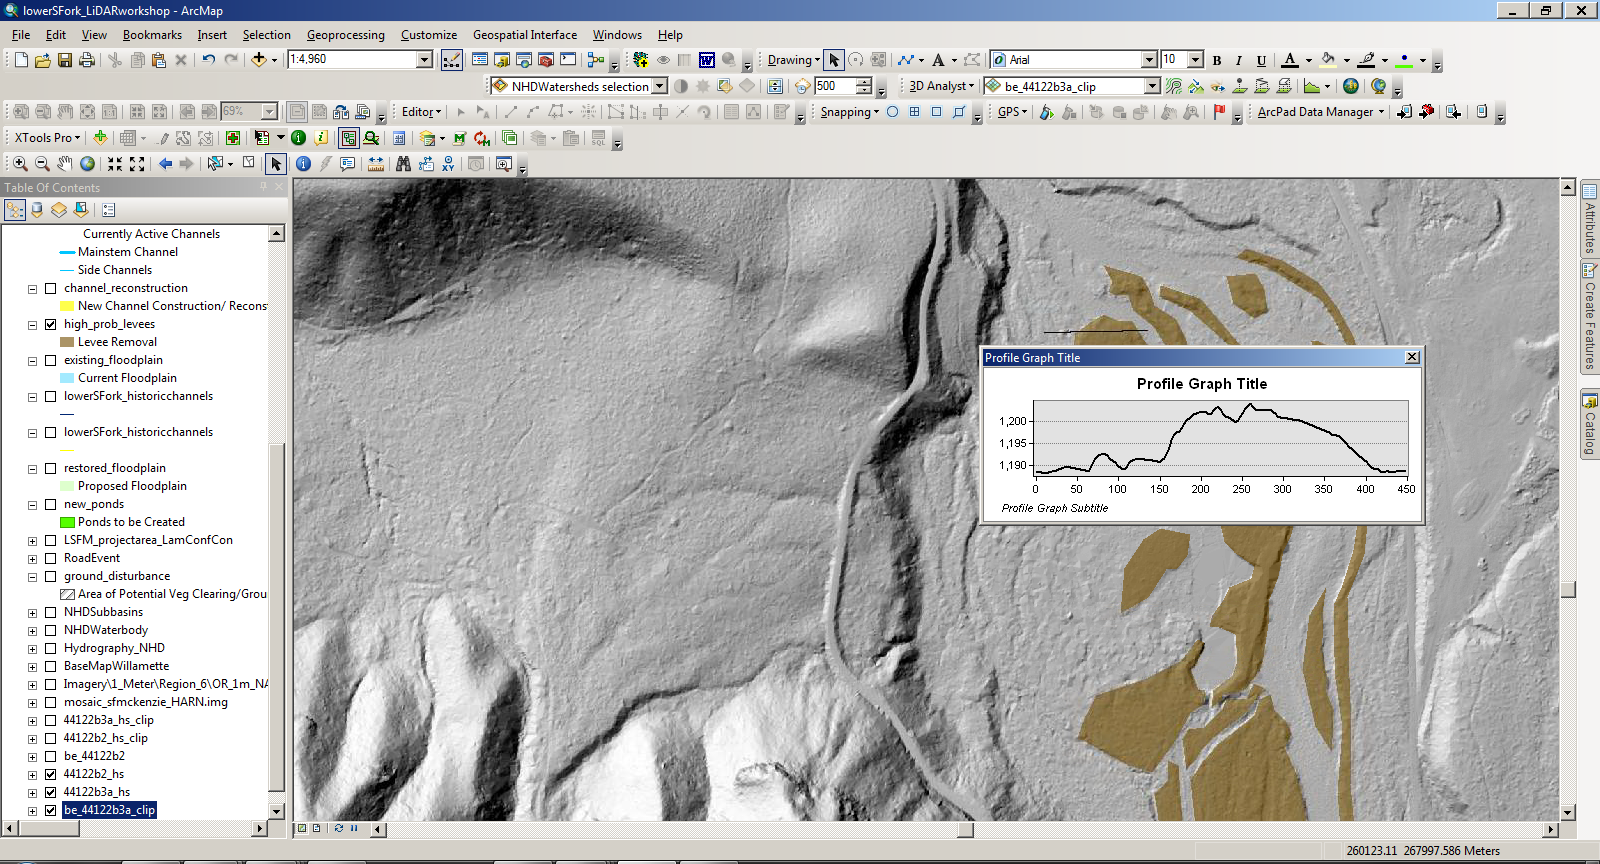 lowerSFork_LiDARworkshop - ArcMap
File Edit View Bookmarks Insert Selection Geoprocessing Customize Geospatial Interface Windows Help
1:4,960 W Drawing A Arial 10 B I U A
NHDWatersheds selection 500 3D Analyst be_44122b3a_clip
69% Editor Snapping GPS ArcPad Data Manager
XTools Pro SQL
XY
Table Of Contents
Currently Active Channels
Mainstem Channel
Side Channels
channel_reconstruction
New Channel Construction/ Recons
high_prob_levees
Levee Removal
existing_floodplain
Current Floodplain
lowerSFork_historicchannels
lowerSFork_historicchannels
restored_floodplain
Proposed Floodplain
new_ponds
Ponds to be Created
LSFM_projectarea_LamConfCon
RoadEvent
ground_disturbance
Area of Potential Veg Clearing/Grou
NHDSubbasins
NHDWaterbody
Hydrography_NHD
BaseMapWillamette
Imagery\1_Meter\Region_6\OR_1m_NA
mosaic_sfmckenzie_HARN.img
44122b3a_hs_clip
44122b2_hs_clip
be_44122b2
44122b2_hs
44122b3a_hs
be_44122b3a_clip
Profile Graph Title
Profile Graph Title
1,200
1,195
1,190
0 50 100 150 200 250 300 350 400 450
Profile Graph Subtitle
Attributes
Create Features
Catalog
260123.11 267997.586 Meters